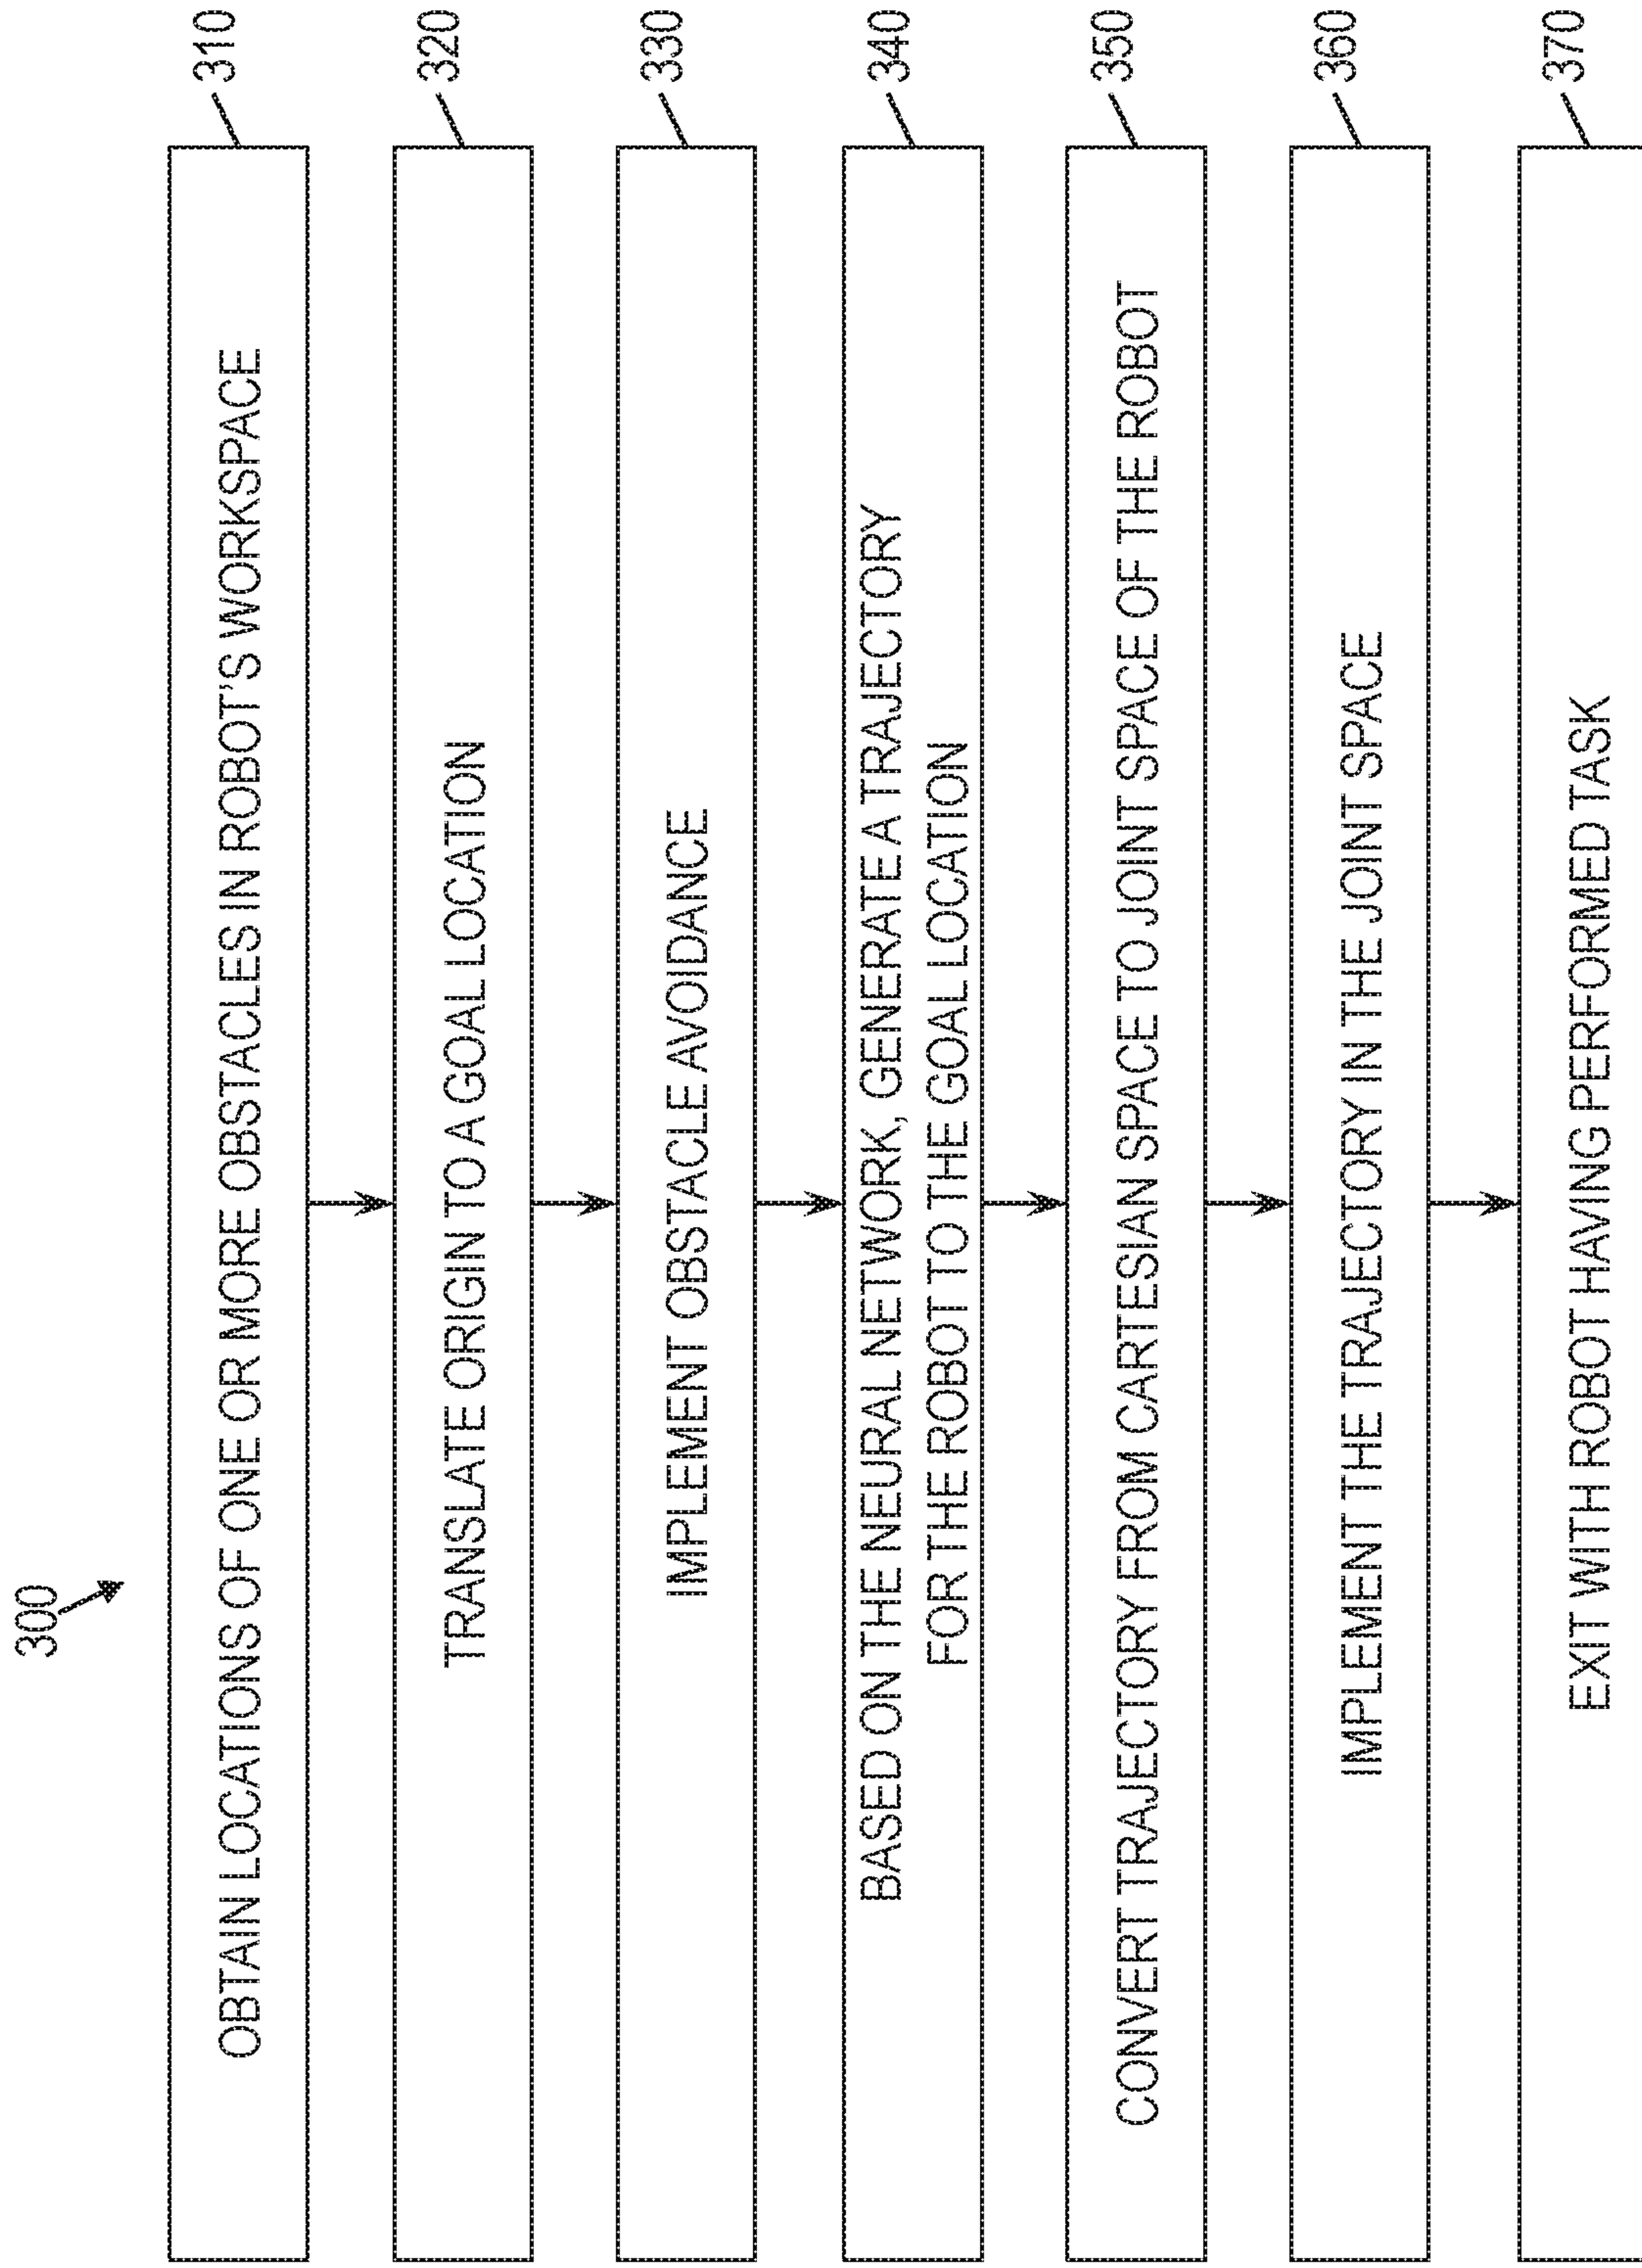 300
OBTAIN LOCATIONS OF ONE OR MORE OBSTACLES IN ROBOT'S WORKSPACE
310
TRANSLATE ORIGIN TO A GOAL LOCATION
320
IMPLEMENT OBSTACLE AVOIDANCE
330
BASED ON THE NEURAL NETWORK, GENERATE A TRAJECTORY
FOR THE ROBOT TO THE GOAL LOCATION
340
CONVERT TRAJECTORY FROM CARTESIAN SPACE TO JOINT SPACE OF THE ROBOT
350
IMPLEMENT THE TRAJECTORY IN THE JOINT SPACE
360
EXIT WITH ROBOT HAVING PERFORMED TASK
370